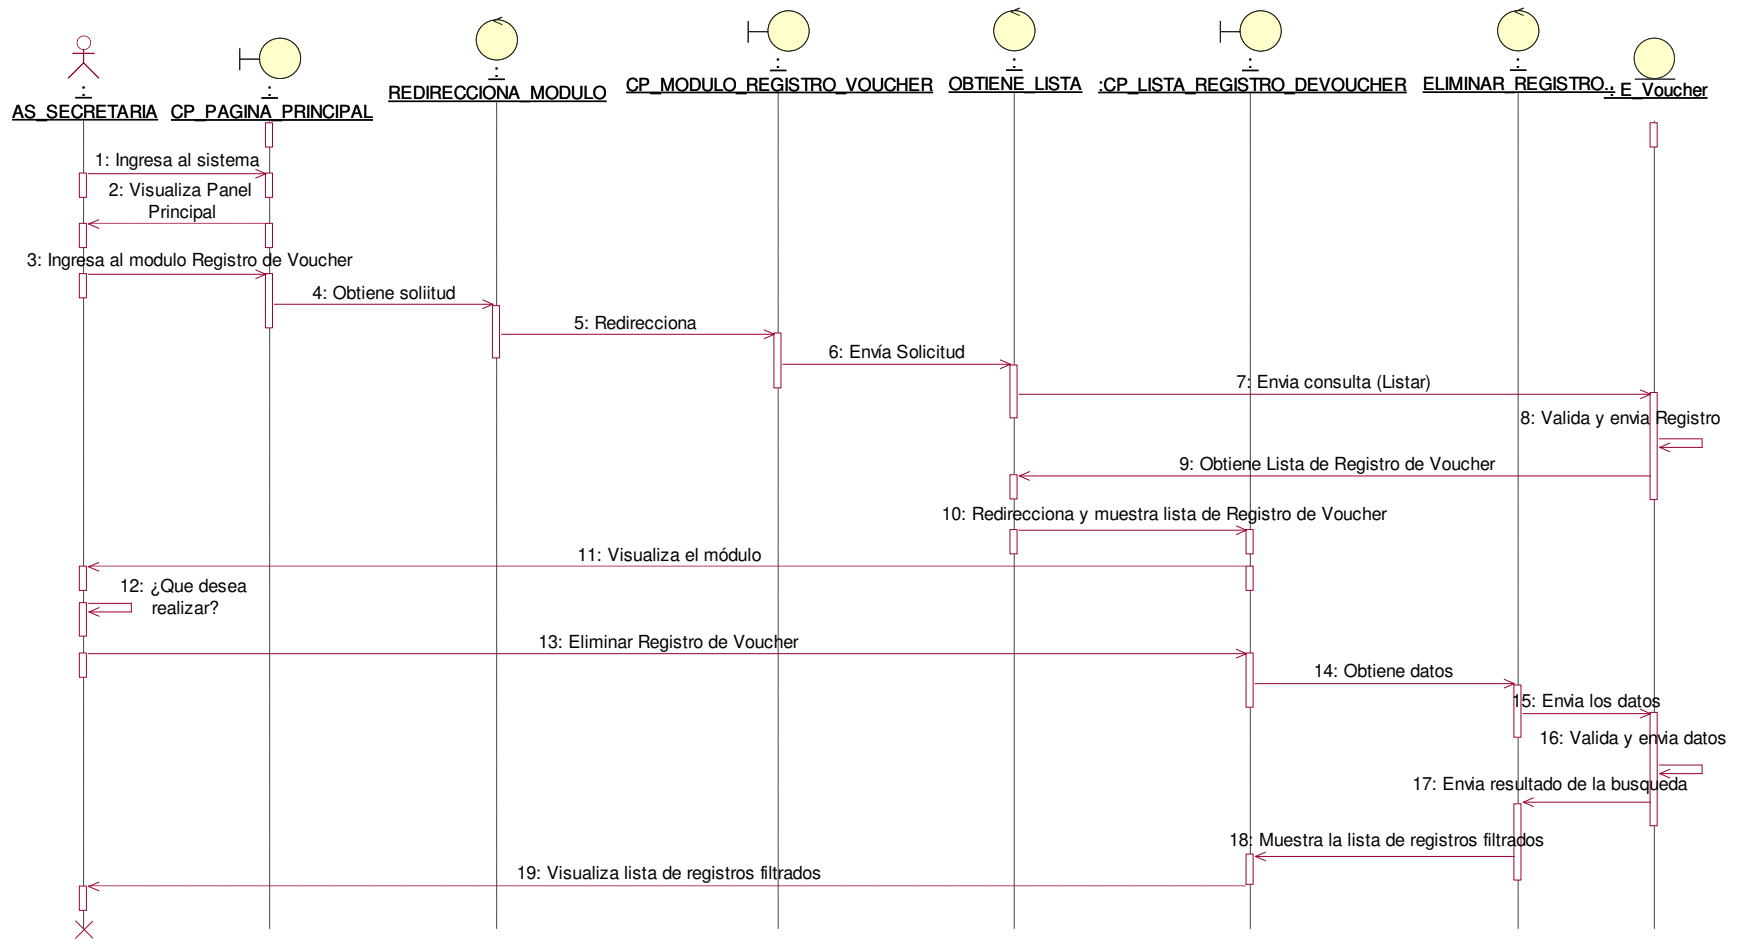 :
AS_SECRETARIA
:
CP_PAGINA_PRINCIPAL
:
REDIRECCIONA_MODULO
:
CP_MODULO_REGISTRO_VOUCHER
:
OBTIENE_LISTA
:
:CP_LISTA_REGISTRO_DEVOUCHER
:
ELIMINAR_REGISTRO..
: E_Voucher
1: Ingresa al sistema
2: Visualiza Panel
Principal
3: Ingresa al modulo Registro de Voucher
4: Obtiene soliitud
5: Redirecciona
6: Envía Solicitud
7: Envia consulta (Listar)
8: Valida y envia Registro
9: Obtiene Lista de Registro de Voucher
10: Redirecciona y muestra lista de Registro de Voucher
11: Visualiza el módulo
12: ¿Que desea
realizar?
13: Eliminar Registro de Voucher
14: Obtiene datos
15: Envia los datos
16: Valida y envia datos
17: Envia resultado de la busqueda
18: Muestra la lista de registros filtrados
19: Visualiza lista de registros filtrados